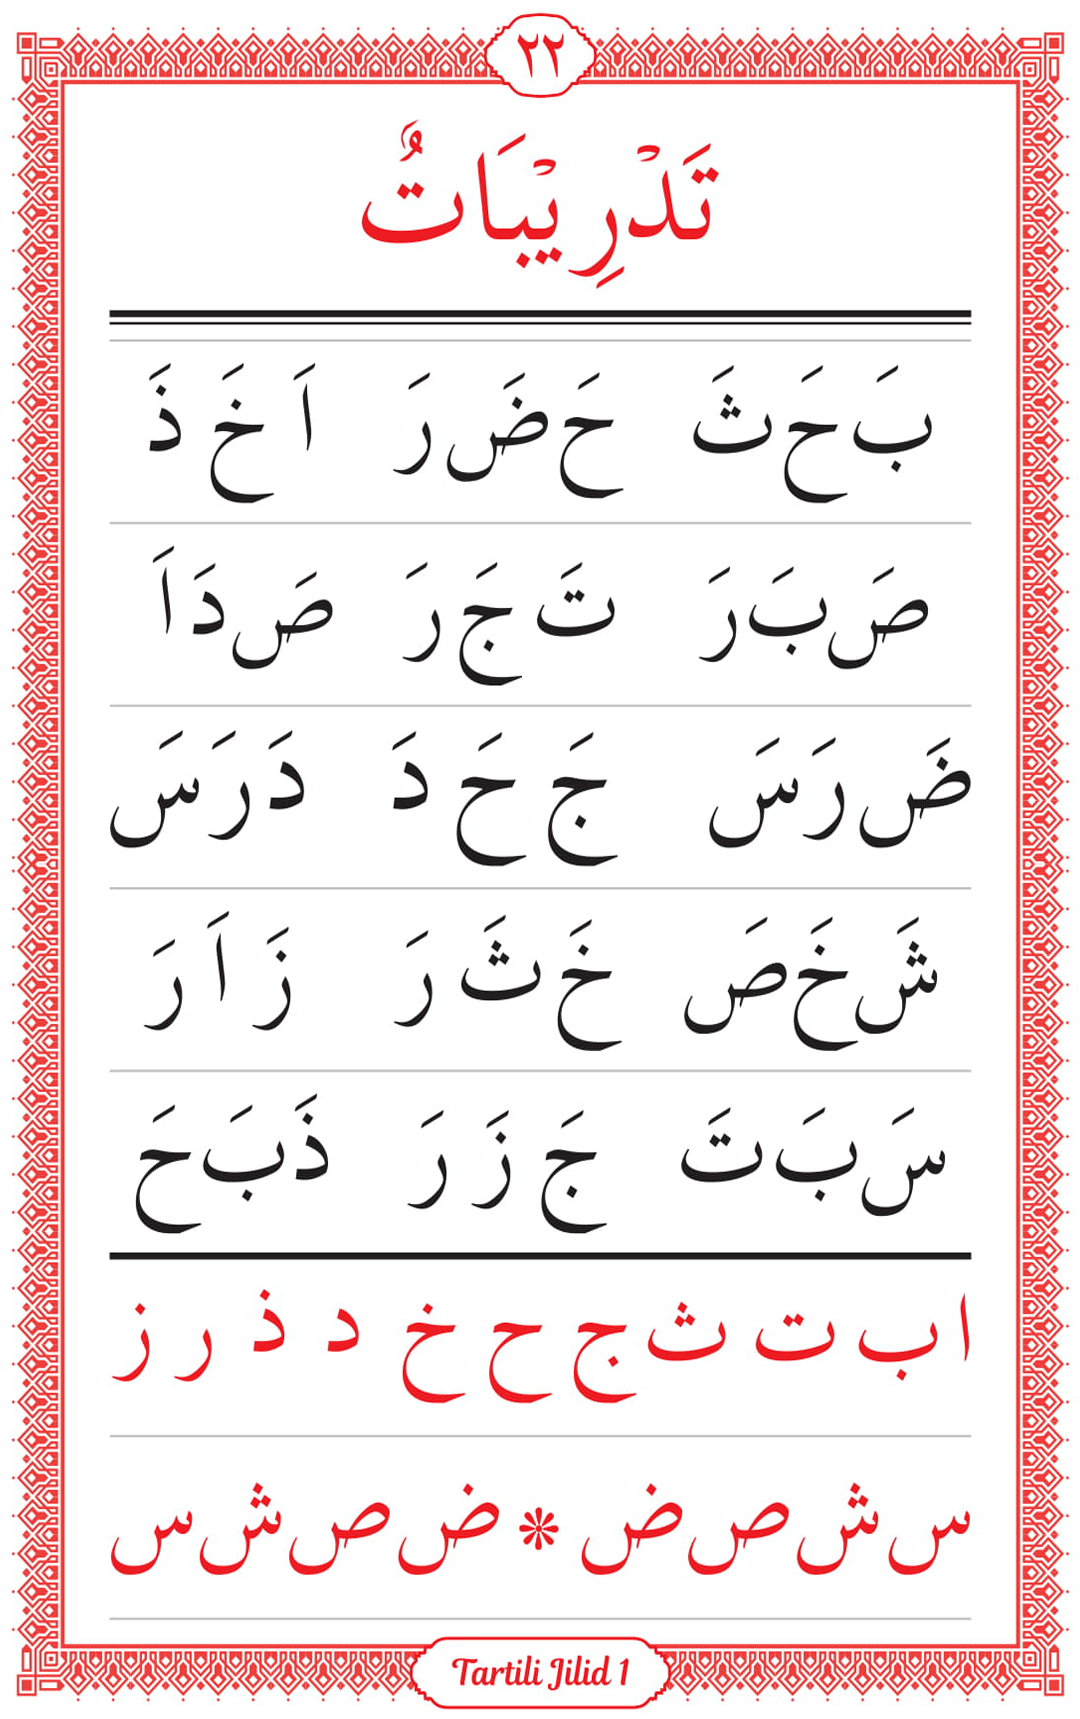 ٢٢
تَدْرِيْبَاتٌ
بَ حَ ثَ حَ ضَ رَ اَ خَ ذَ
صَ بَ رَ تَ جَ رَ صَ دَ اَ
ضَ رَ سَ جَ حَ دَ دَ رَ سَ
شَ خَ صَ خَ ثَ رَ زَ اَ رَ
سَ بَ تَ جَ زَ رَ ذَ بَ حَ
ا ب ت ث ج ح خ د ذ ر ز
س ش ص ض * ض ص ش س
Tartili Jilid 1